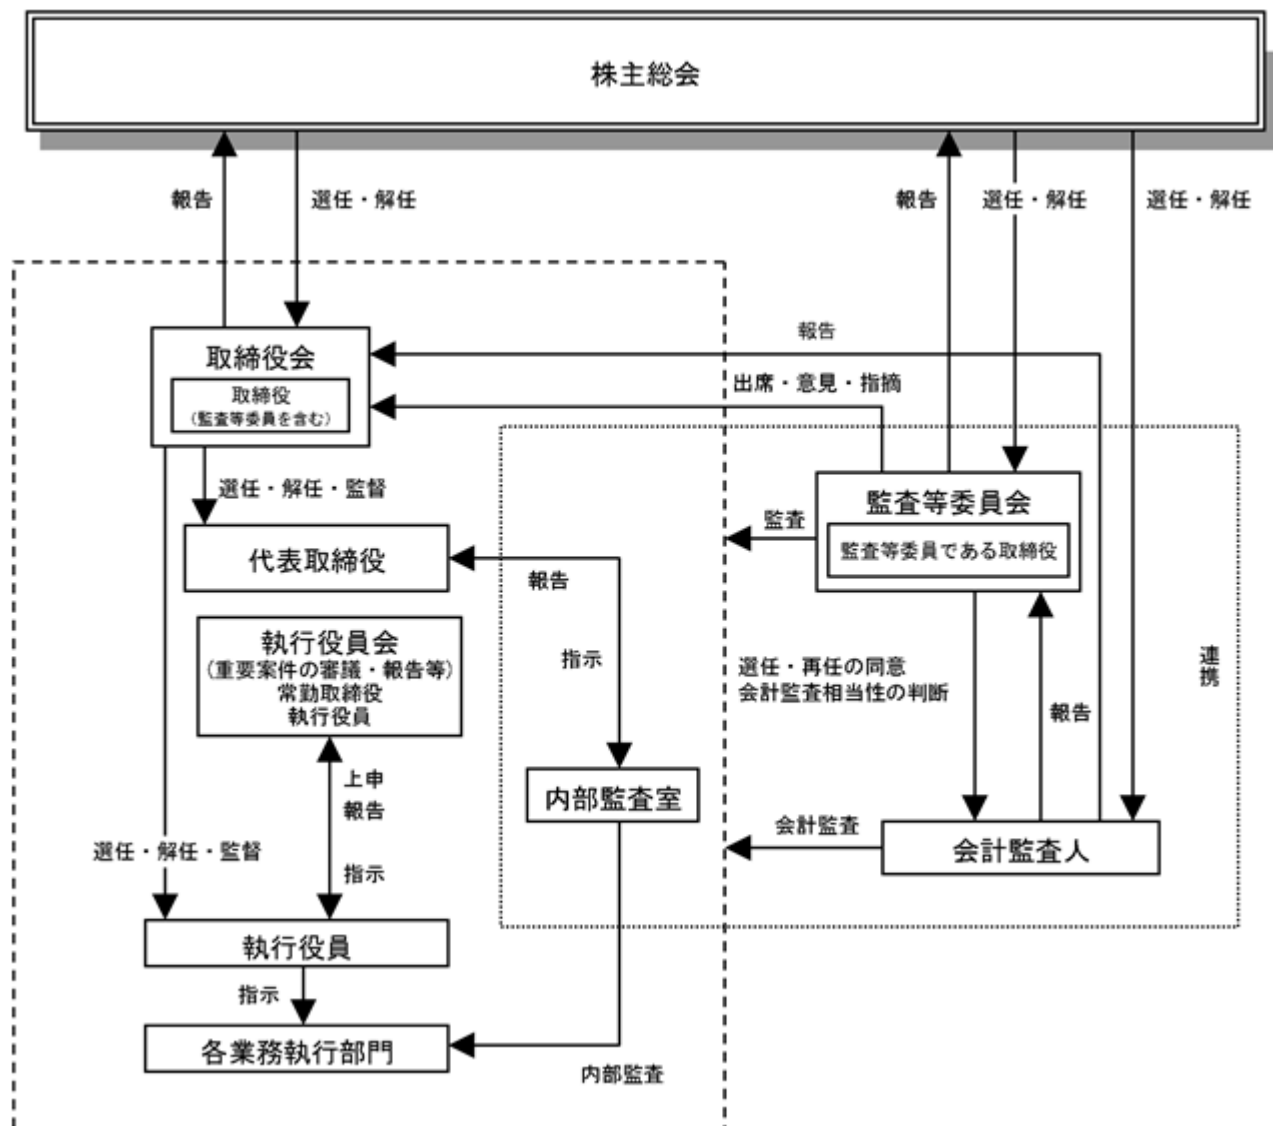 株主総会
報告
選任・解任
報告
選任・解任
選任・解任
報告
取締役会
取締役
(監査等委員を含む)
出席・意見・指摘
選任・解任・監督
監査等委員会
監査等委員である取締役
監査
代表取締役
報告
指示
執行役員会
(重要案件の審議・報告等)
常勤取締役
執行役員
選任・再任の同意
会計監査相当性の判断
連携
報告
上申
報告
指示
内部監査室
会計監査
会計監査人
選任・解任・監督
執行役員
指示
各業務執行部門
内部監査